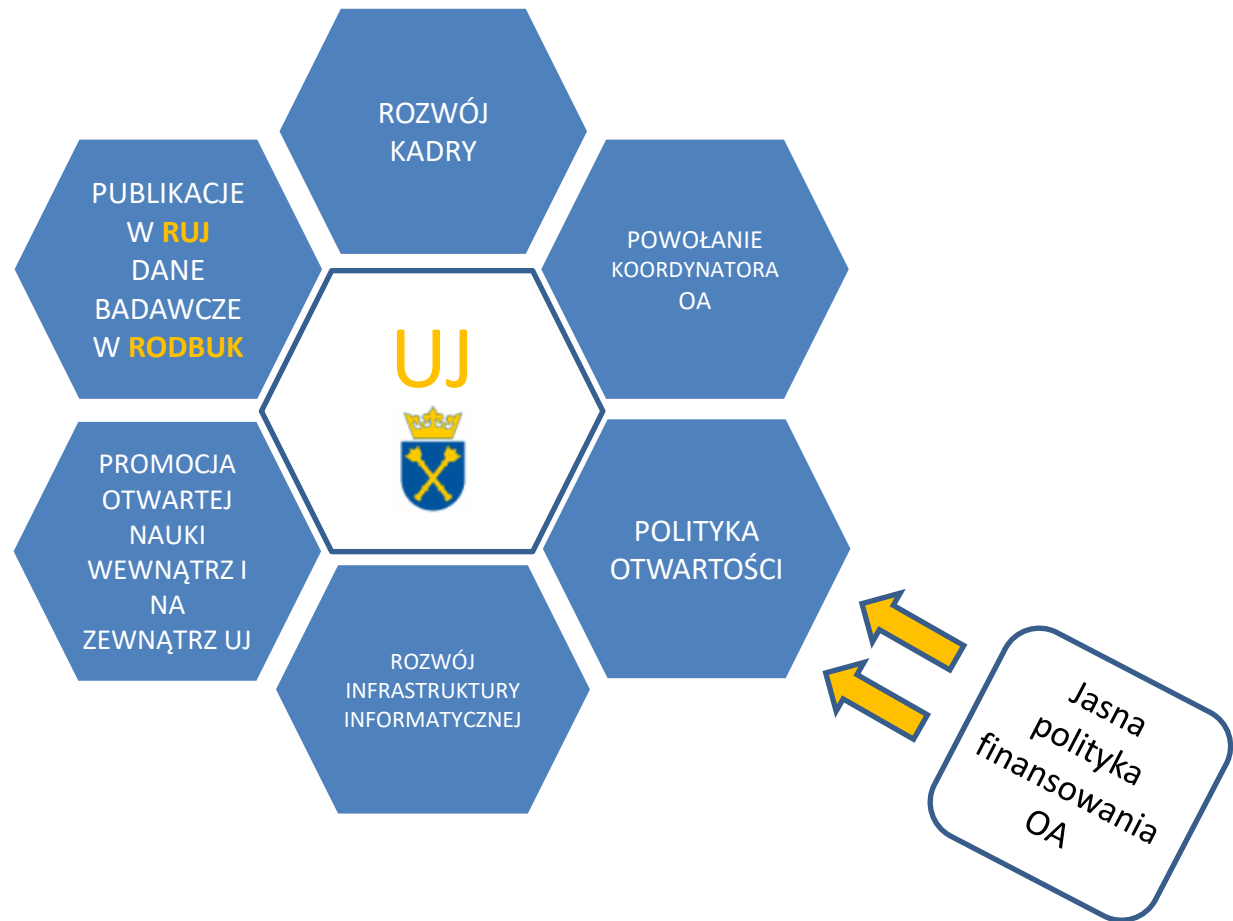 ROZWÓJ
KADRY
PUBLIKACJE
W RUJ
DANE
BADAWCZE
W RODBUK
POWOŁANIE
KOORDYNATORA
OA
UJ
PROMOCJA
OTWARTEJ
NAUKI
WEWNĄTRZ I
NA
ZEWNĄTRZ UJ
POLITYKA
OTWARTOŚCI
ROZWÓJ
INFRASTRUKTURY
INFORMATYCZNEJ
Jasna
polityka
finansowania
OA